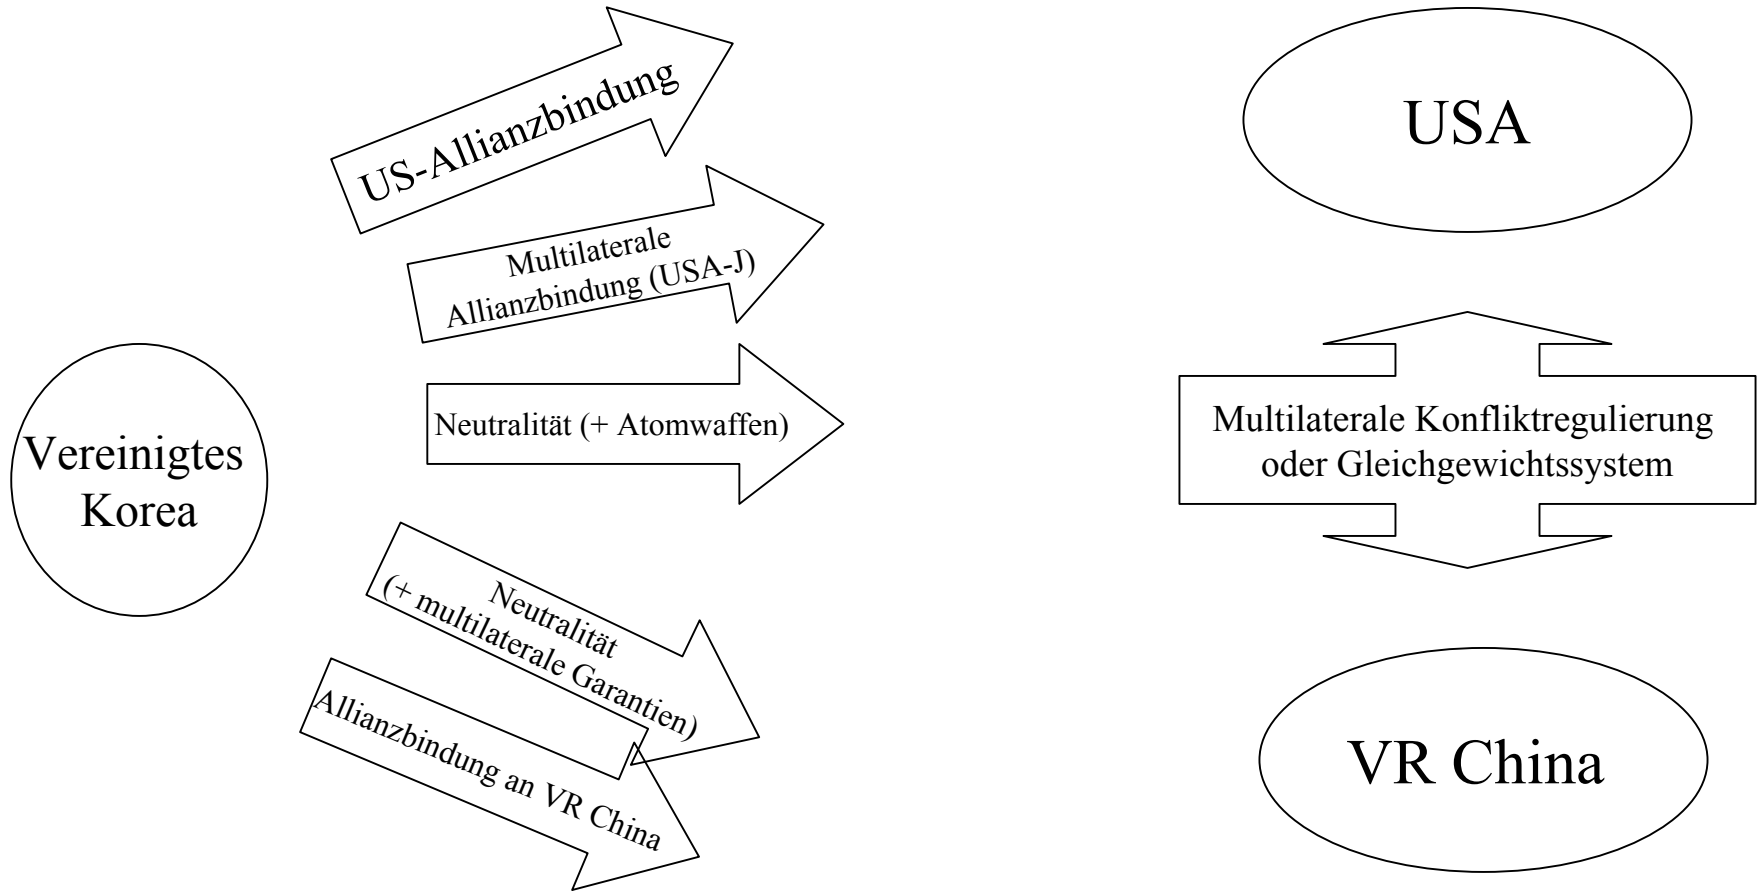 US-Allianzbindung
Multilaterale
Allianzbindung (USA-J)
Neutralität (+ Atomwaffen)
Vereinigtes
Korea
Neutralität
(+ multilaterale Garantien)
Allianzbindung an VR China
USA
Multilaterale Konfliktregulierung
oder Gleichgewichtssystem
VR China